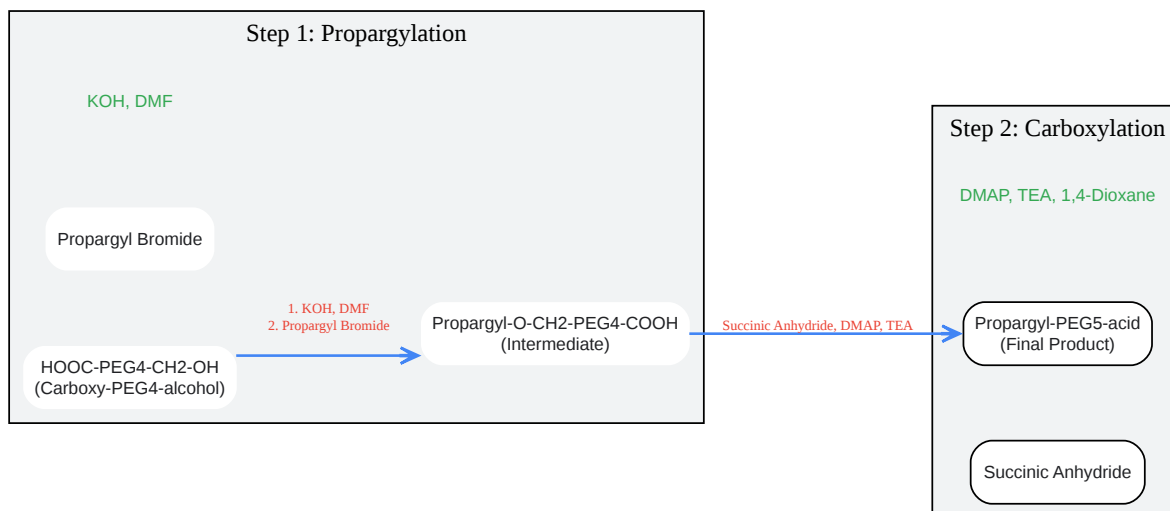 Step 1: Propargylation
KOH, DMF
Propargyl Bromide
1. KOH, DMF
2. Propargyl Bromide
HOOC-PEG4-CH2-OH
(Carboxy-PEG4-alcohol)
Propargyl-O-CH2-PEG4-COOH
(Intermediate)
Succinic Anhydride, DMAP, TEA
Step 2: Carboxylation
DMAP, TEA, 1,4-Dioxane
Propargyl-PEG5-acid
(Final Product)
Succinic Anhydride